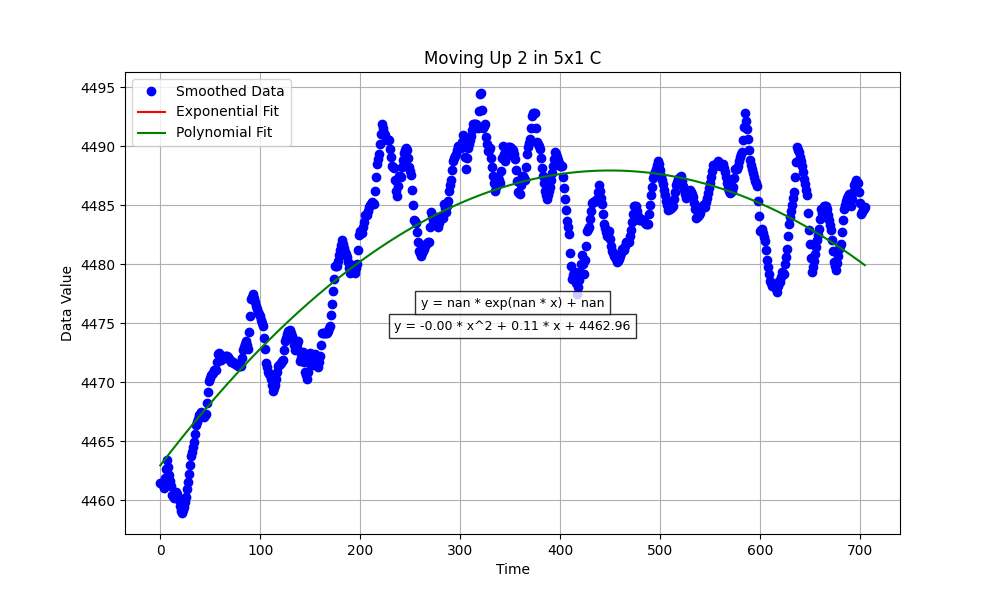 Moving Up 2 in 5x1 C
Smoothed Data
Exponential Fit
Polynomial Fit
4495
4490
4485
4480
4475
4470
4465
4460
Data Value
y = nan * exp(nan * x) + nan
y = -0.00 * x^2 + 0.11 * x + 4462.96
0 100 200 300 400 500 600 700
Time